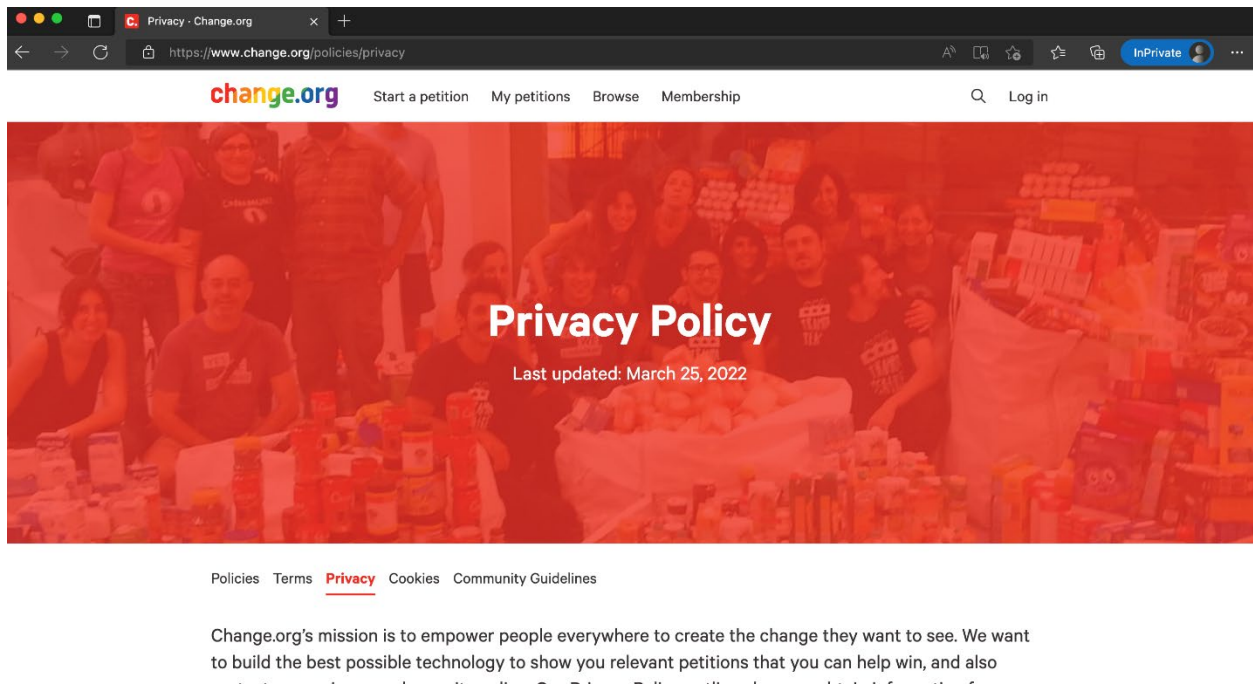 Privacy - Change.org
https://www.change.org/policies/privacy
InPrivate
change.org Start a petition My petitions Browse Membership Log in
Privacy Policy
Last updated: March 25, 2022
Policies Terms Privacy Cookies Community Guidelines
Change.org's mission is to empower people everywhere to create the change they want to see. We want
to build the best possible technology to show you relevant petitions that you can help win, and also